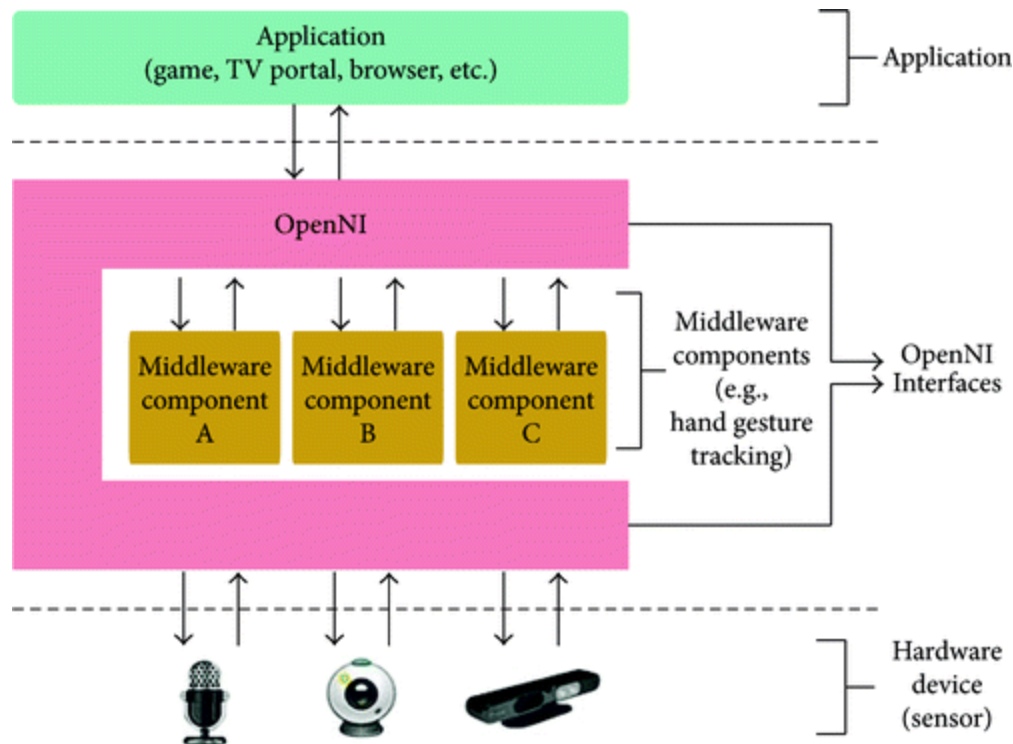 Application
(game, TV portal, browser, etc.)
Application
OpenNI
Middleware
component
A
Middleware
component
B
Middleware
component
C
Middleware
components
(e.g.,
hand gesture
tracking)
OpenNI
Interfaces
Hardware
device
(sensor)